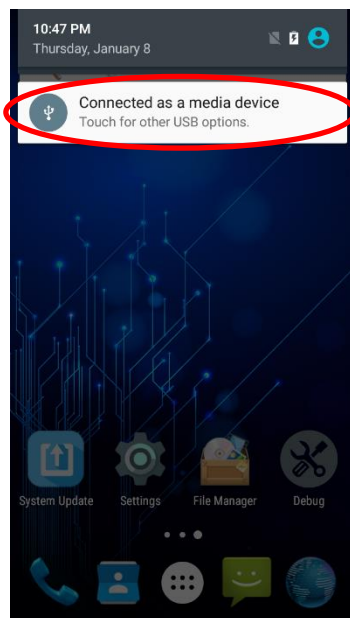 10:47 PM
Thursday, January 8
Connected as a media device
Touch for other USB options.
System Update
Settings
File Manager
Debug